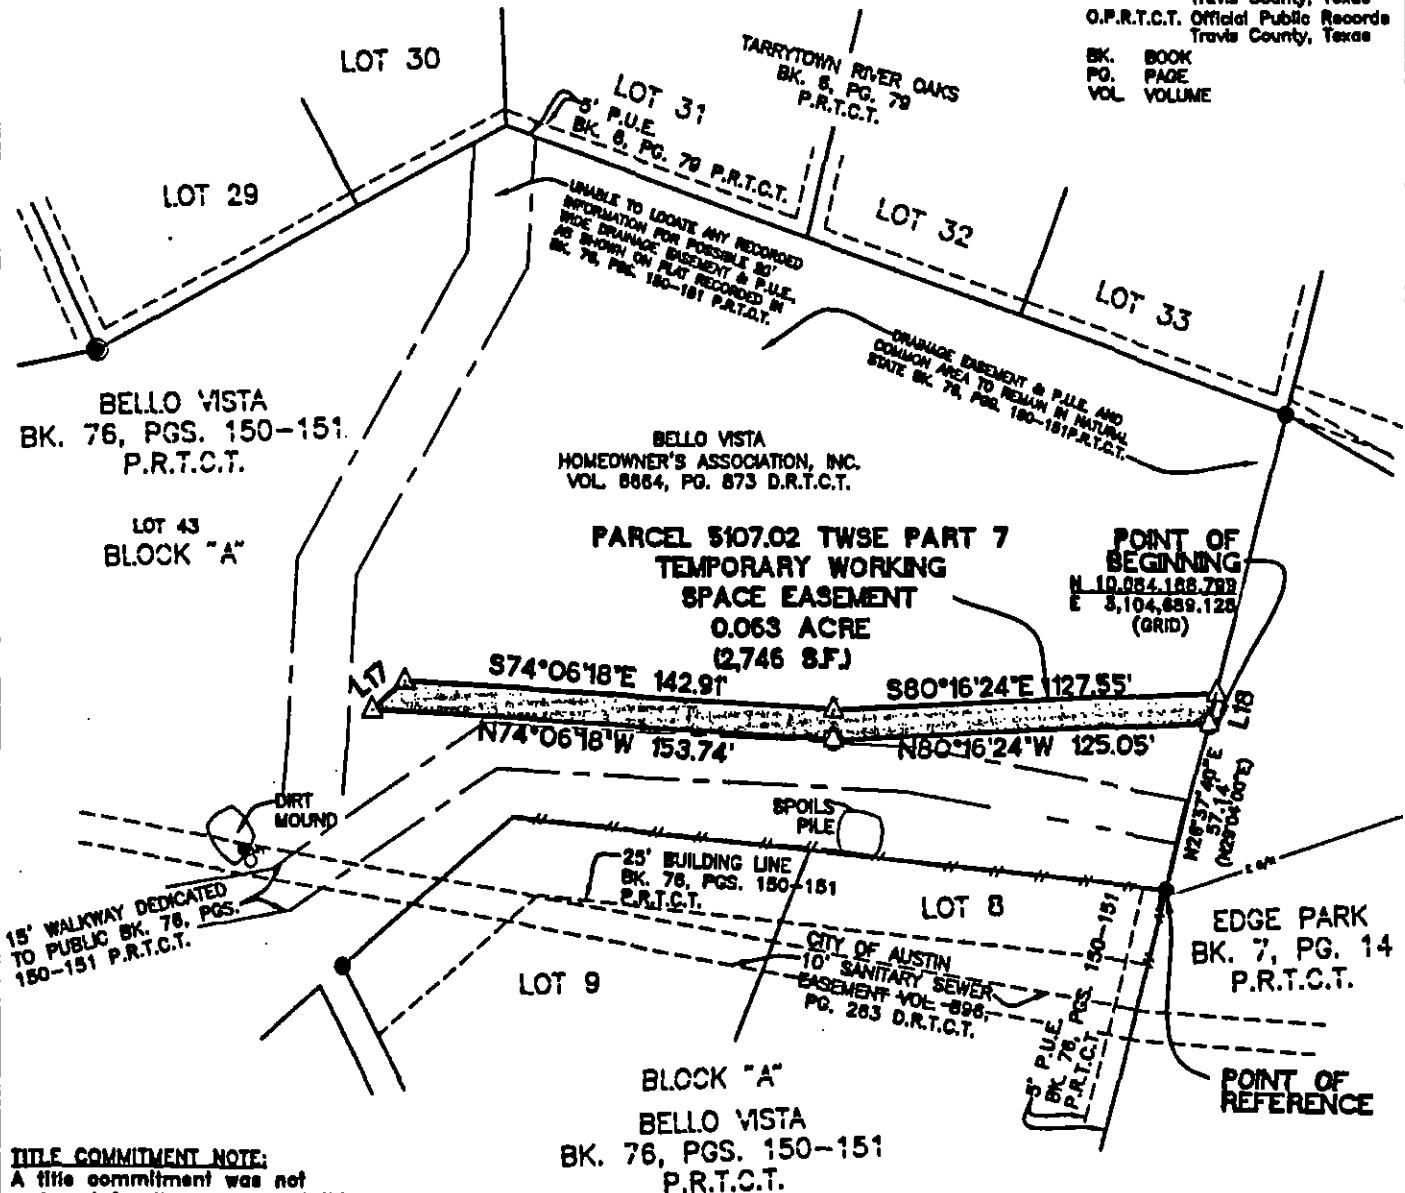 Travis County, Texas
O.P.R.T.C.T. Official Public Records
Travis County, Texas
BK. BOOK
PG. PAGE
VOL VOLUME
LOT 30
LOT 31
5'
P.U.E.
BK. 6, PG. 79 P.R.T.C.T.
TARRYTOWN RIVER OAKS
BK. 6, PG. 79
P.R.T.C.T.
LOT 29
LOT 32
LOT 33
UNABLE TO LOCATE ANY RECORDED
INFORMATION FOR POSSIBLE 20'
WIDE DRAINAGE EASEMENT & P.U.E.
AS SHOWN ON PLAT RECORDED IN
BK. 76, PGS. 150-151 P.R.T.C.T.
DRAINAGE EASEMENT & P.U.E. AND
COMMON AREA TO REMAIN IN NATURAL
STATE BK. 76, PGS. 150-151P.R.T.C.T.
BELLO VISTA
BK. 76, PGS. 150-151
P.R.T.C.T.
LOT 43
BLOCK "A"
BELLO VISTA
HOMEOWNER'S ASSOCIATION, INC.
VOL. 8664, PG. 873 D.R.T.C.T.
PARCEL 5107.02 TWSE PART 7
TEMPORARY WORKING
SPACE EASEMENT
0.063 ACRE
(2,746 S.F.)
POINT OF
BEGINNING
N 10,084,188.799
E 3,104,689.128
(GRID)
L17
S74°06'18"E 142.91'
S80°16'24"E 127.55'
L18
N74°06'18"W 153.74'
N80°16'24"W 125.05'
N28°37'40"E
57.14'
(N29°04'00"E)
DIRT
MOUND
SPOILS
PILE
15' WALKWAY DEDICATED
TO PUBLIC BK. 76, PGS.
150-151 P.R.T.C.T.
25' BUILDING LINE
BK. 76, PGS. 150-151
P.R.T.C.T.
LOT 8
LOT 9
CITY OF AUSTIN
10' SANITARY SEWER
EASEMENT VOL. 896,
PG. 263 D.R.T.C.T.
5' P.U.E.
BK. 76, PGS. 150-151
P.R.T.C.T.
EDGE PARK
BK. 7, PG. 14
P.R.T.C.T.
POINT OF
REFERENCE
BLOCK "A"
BELLO VISTA
BK. 76, PGS. 150-151
P.R.T.C.T.
TITLE COMMITMENT NOTE:
A title commitment was not